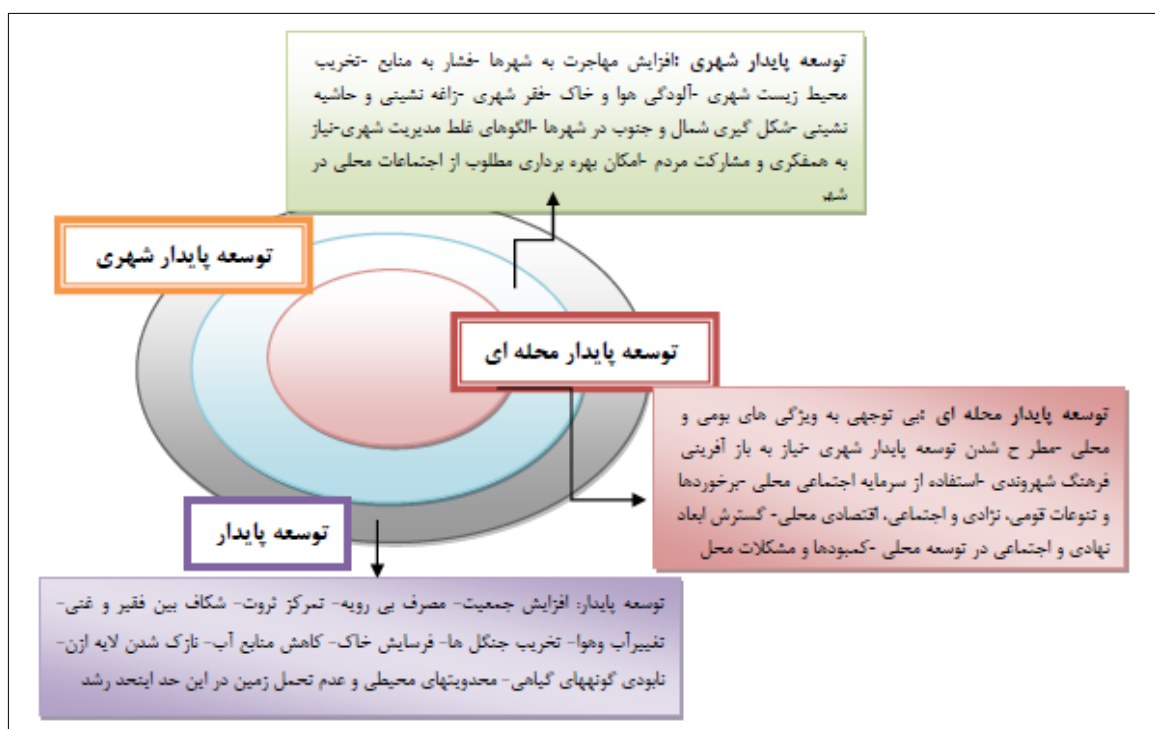 توسعه پایدار شهری :افزایش مهاجرت به شهرها -فشار به منابع -تخریب
محیط زیست شهری -آلودگی هوا و خاک -فقر شهری -زاغه نشینی و حاشیه
نشینی -شکل گیری شمال و جنوب در شهرها -الگوهای غلط مدیریت شهری-نیاز
به همفکری و مشارکت مردم -امکان بهره برداری مطلوب از اجتماعات محلی در
شهر
توسعه پایدار شهری
توسعه پایدار محله ای
توسعه پایدار محله ای :بی توجهی به ویژگی های بومی و
محلی -مطر ح شدن توسعه پایدار شهری -نیاز به باز آفرینی
فرهنگ شهروندی -استفاده از سرمایه اجتماعی محلی -برخوردها
و تنوعات قومی، نژادی و اجتماعی، اقتصادی محلی- گسترش ابعاد
نهادی و اجتماعی در توسعه محلی -کمبودها و مشکلات محل
توسعه پایدار
توسعه پایدار: افزایش جمعیت- مصرف بی رویه- تمرکز ثروت- شکاف بین فقیر و غنی-
تغییرآب وهوا- تخریب جنگل ها- فرسایش خاک- کاهش منابع آب- نازک شدن لایه ازن-
نابودی گونههای گیاهی- محدویتهای محیطی و عدم تحمل زمین در این حد اینحد رشد